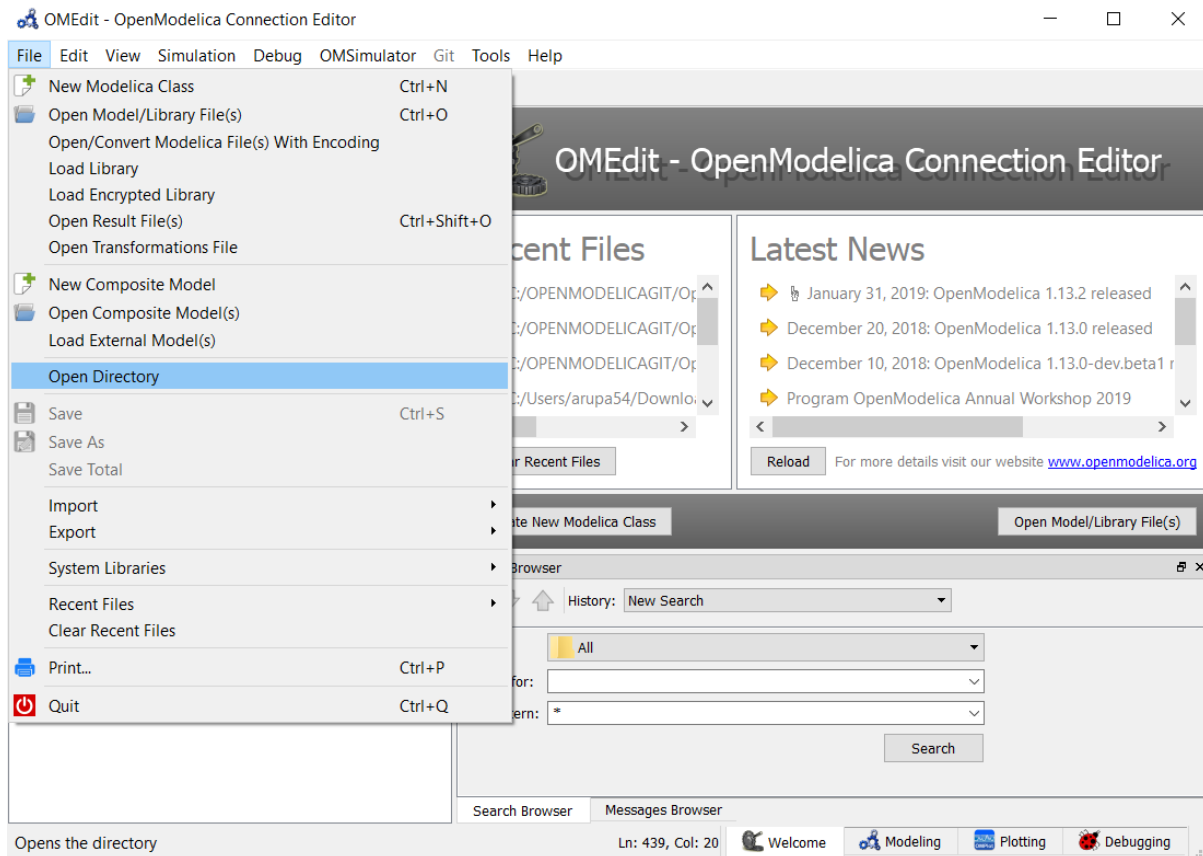 OMEdit - OpenModelica Connection Editor
File Edit View Simulation Debug OMSimulator Git Tools Help
New Modelica Class Ctrl+N
Open Model/Library File(s) Ctrl+O
Open/Convert Modelica File(s) With Encoding
Load Library
Load Encrypted Library
Open Result File(s) Ctrl+Shift+O
Open Transformations File
New Composite Model
Open Composite Model(s)
Load External Model(s)
Open Directory
Save Ctrl+S
Save As
Save Total
Import
Export
System Libraries
Recent Files
Clear Recent Files
Print... Ctrl+P
Quit Ctrl+Q
OMEdit - OpenModelica Connection Editor
cent Files
:/OPENMODELICAGIT/Op
:/OPENMODELICAGIT/Op
:/OPENMODELICAGIT/Op
:/Users/arupa54/Downlo
r Recent Files
Latest News
January 31, 2019: OpenModelica 1.13.2 released
December 20, 2018: OpenModelica 1.13.0 released
December 10, 2018: OpenModelica 1.13.0-dev.beta1 r
Program OpenModelica Annual Workshop 2019
Reload For more details visit our website www.openmodelica.org
ate New Modelica Class Open Model/Library File(s)
Browser
History: New Search
All
for:
ern: *
Search
Search Browser Messages Browser
Opens the directory Ln: 439, Col: 20 Welcome Modeling Plotting Debugging